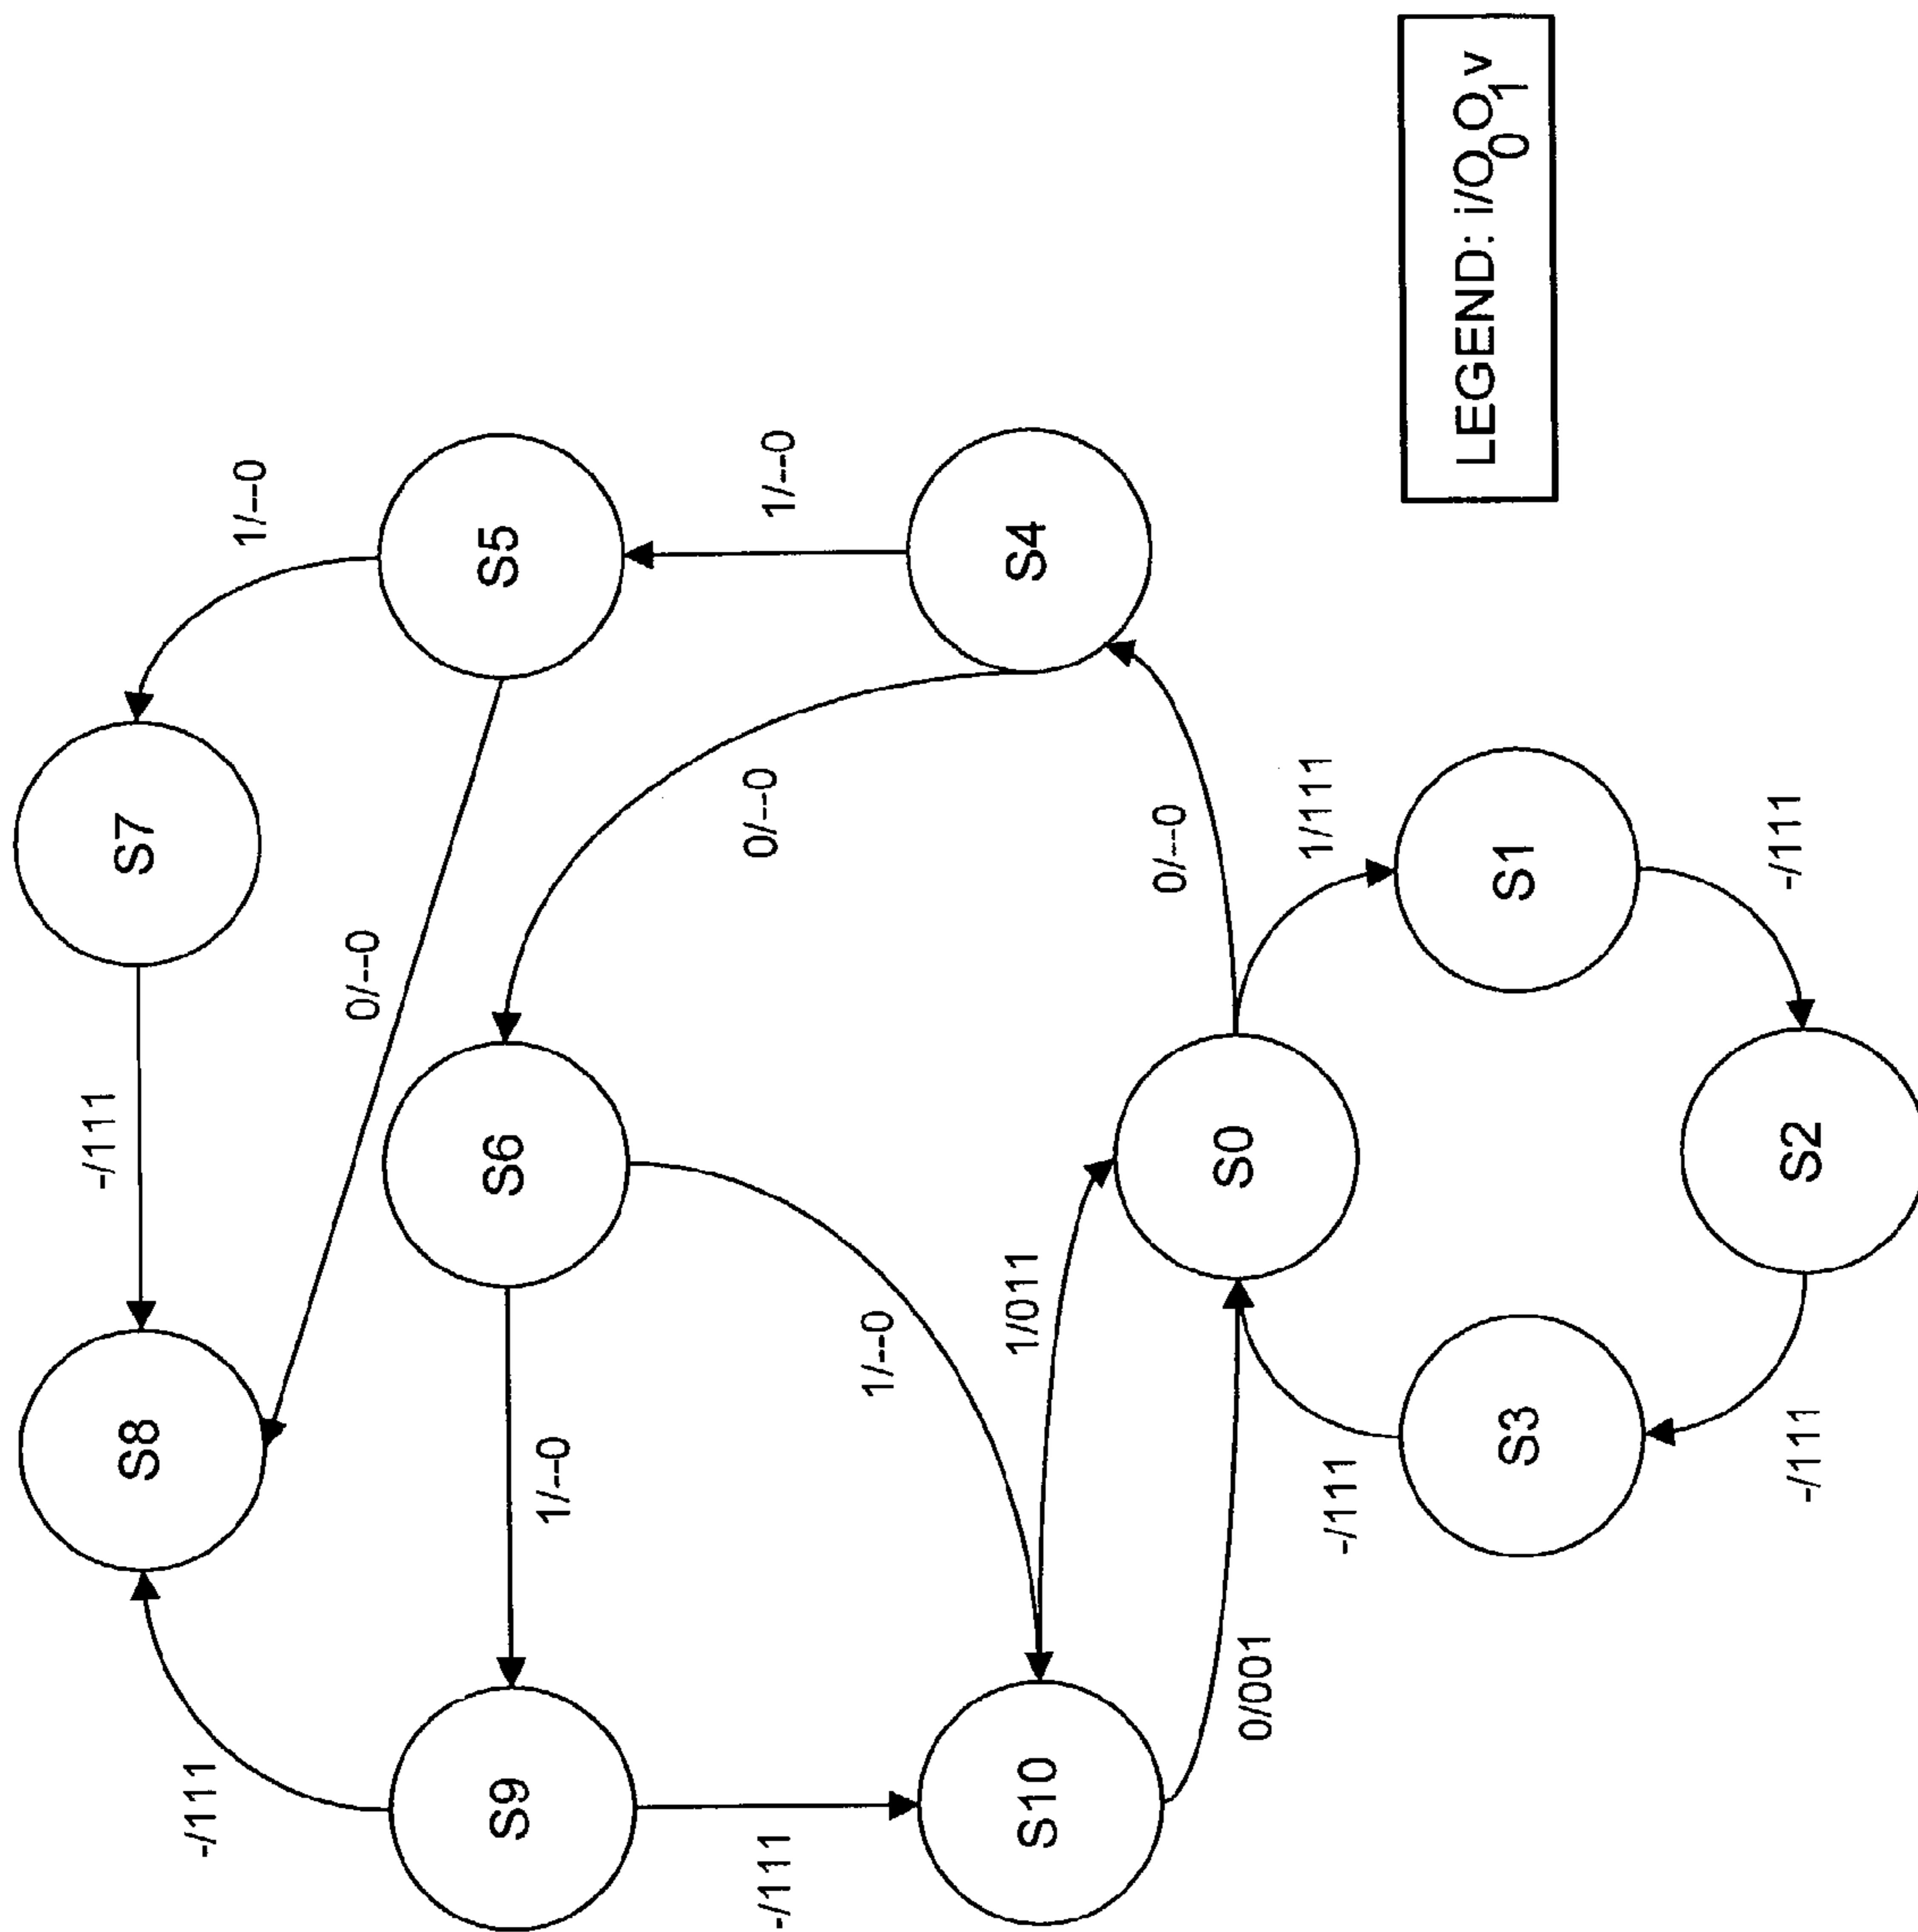 -/111
S8
S7
-/111
1/--0
0/--0
S9
S6
S5
1/--0
-/111
0/--0
1/--0
1/--0
1/011
S10
S4
0/--0
0/001
S0
-/111
1/111
S3
S1
LEGEND: i/O₀O₁v
-/111
S2
-/111